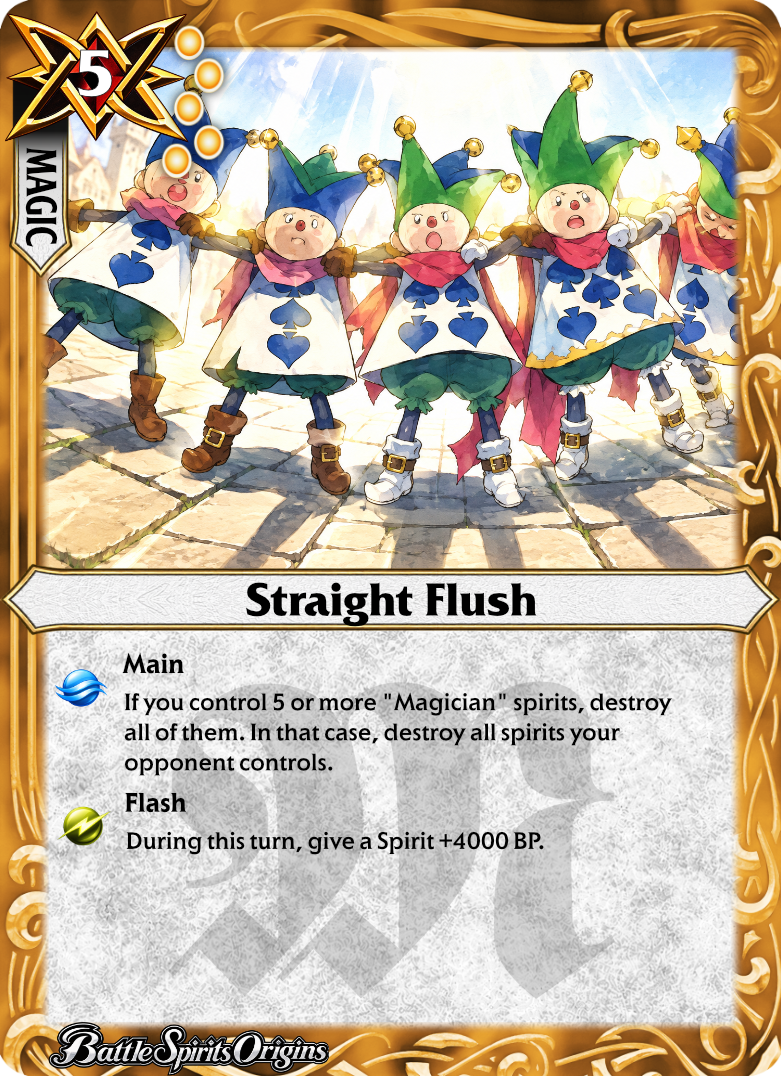 5
MAGIC
Straight Flush
Main
If you control 5 or more "Magician" spirits, destroy
all of them. In that case, destroy all spirits your
opponent controls.
Flash
During this turn, give a Spirit +4000 BP.
Battle Spirits Origins